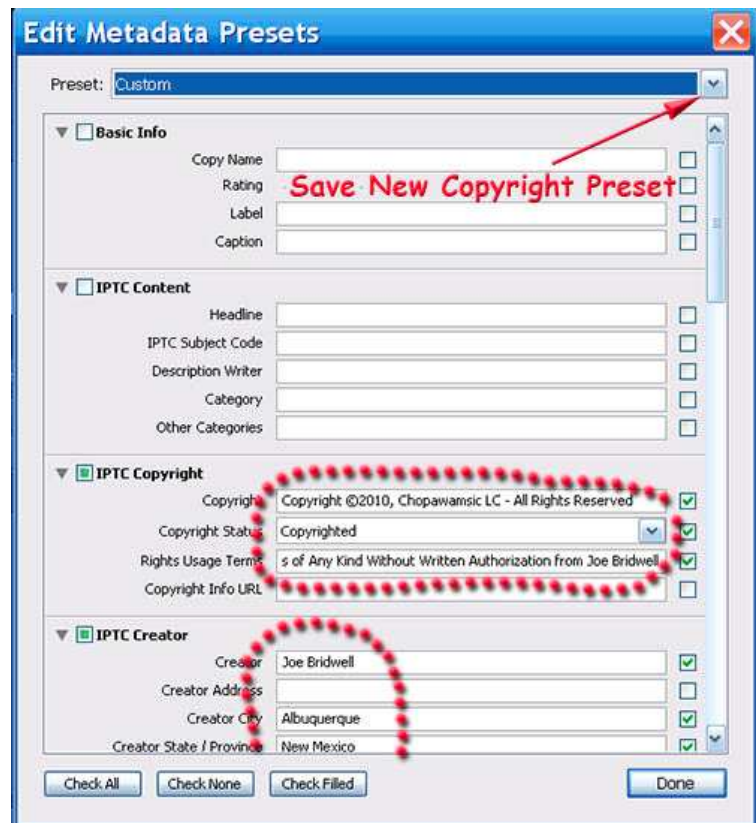 Edit Metadata Presets
Preset: Custom
Basic Info
Copy Name
Rating
Save New Copyright Preset
Label
Caption
IPTC Content
Headline
IPTC Subject Code
Description Writer
Category
Other Categories
IPTC Copyright
Copyright Copyright ©2010, Chopawamsic LC - All Rights Reserved
Copyright Status Copyrighted
Rights Usage Terms s of Any Kind Without Written Authorization from Joe Bridwell
Copyright Info URL
IPTC Creator
Creator Joe Bridwell
Creator Address
Creator City Albuquerque
Creator State / Province New Mexico
Check All Check None Check Filled Done